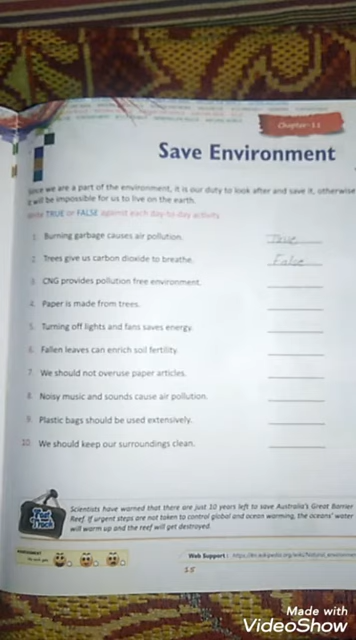 Chapter-11
Save Environment
Since we are a part of the environment, it is our duty to look after and save it, otherwise
it will be impossible for us to live on the earth.
Write TRUE or FALSE against each day-to-day activity
1. Burning garbage causes air pollution. True
2. Trees give us carbon dioxide to breathe. False
3. CNG provides pollution free environment.
4. Paper is made from trees.
5. Turning off lights and fans saves energy.
6. Fallen leaves can enrich soil fertility.
7. We should not overuse paper articles.
8. Noisy music and sounds cause air pollution.
9. Plastic bags should be used extensively.
10. We should keep our surroundings clean.
Scientists have warned that there are just 10 years left to save Australia's Great Barrier
Reef. If urgent steps are not taken to control global and ocean warming, the oceans' water
will warm up and the reef will get destroyed.
Web Support : https://en.wikipedia.org/wiki/Natural_environment
Made with
VideoShow